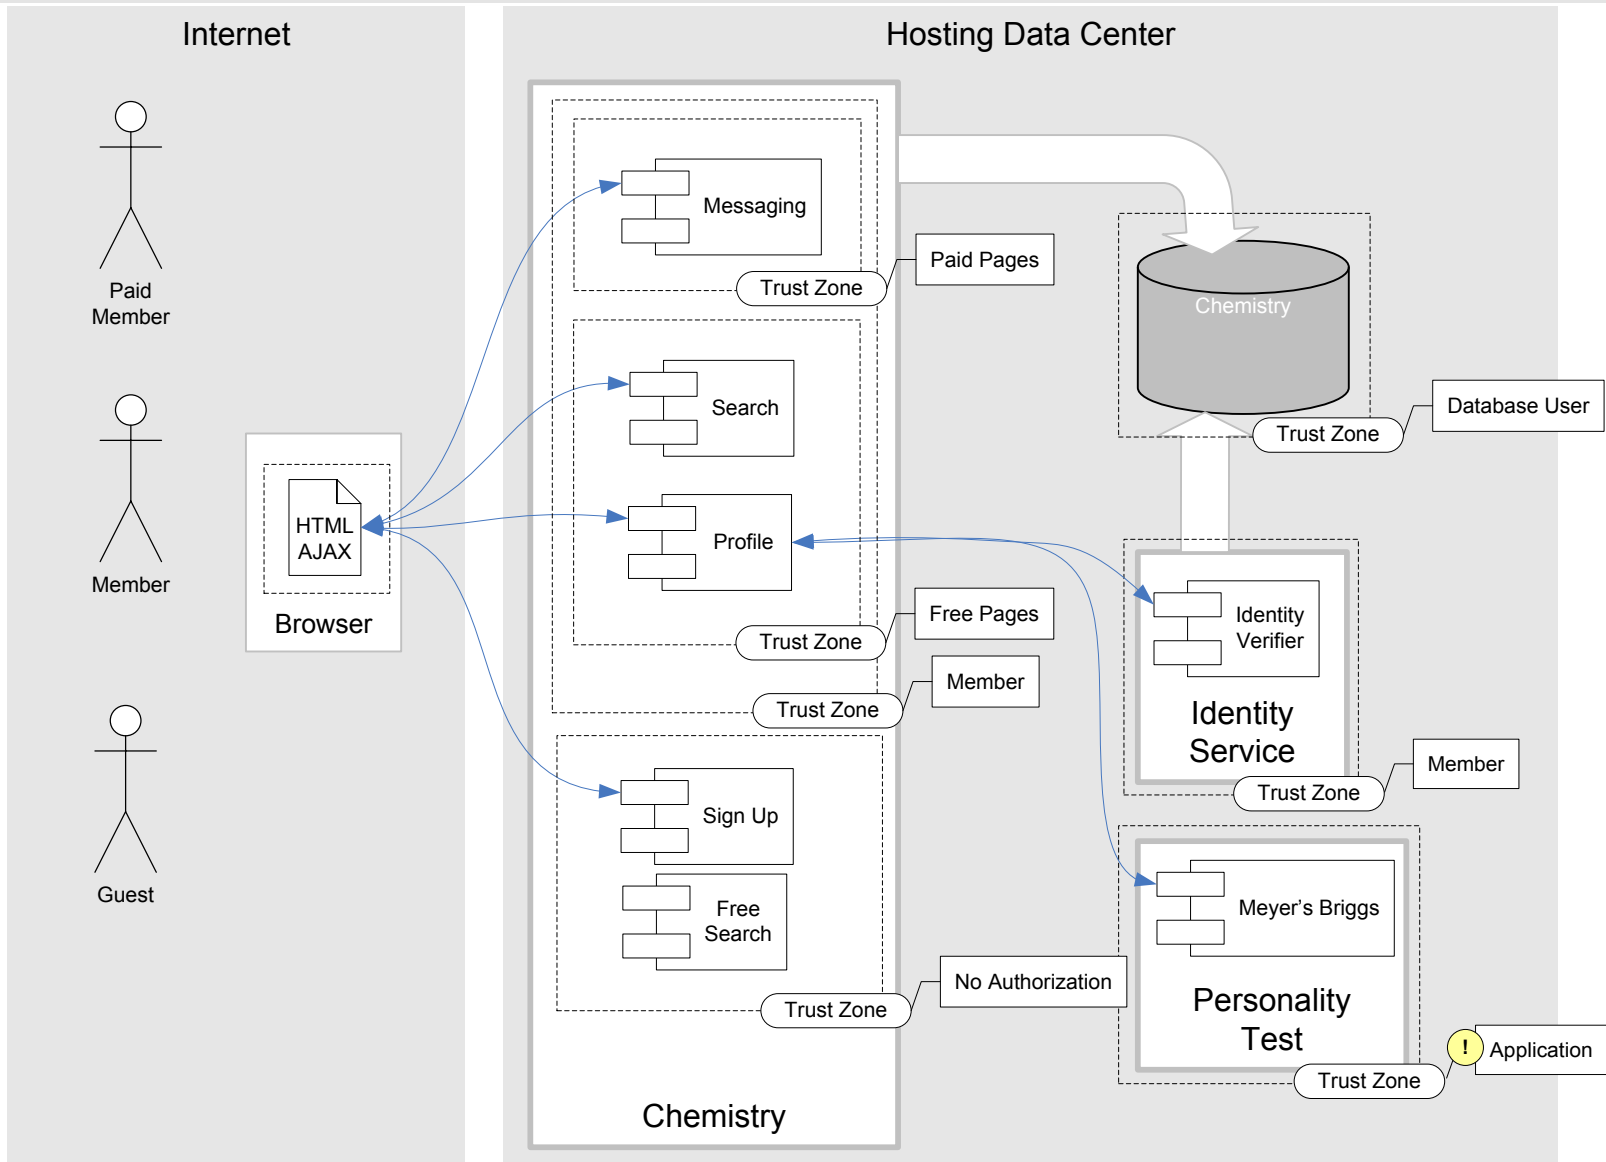 Internet
Hosting Data Center
Paid
Member
Member
Guest
HTML
AJAX
Browser
Messaging
Trust Zone
Paid Pages
Search
Profile
Trust Zone
Free Pages
Trust Zone
Member
Sign Up
Free
Search
Trust Zone
No Authorization
Chemistry
Chemistry
Trust Zone
Database User
Identity
Verifier
Identity
Service
Trust Zone
Member
Meyer's Briggs
Personality
Test
Trust Zone
!
Application